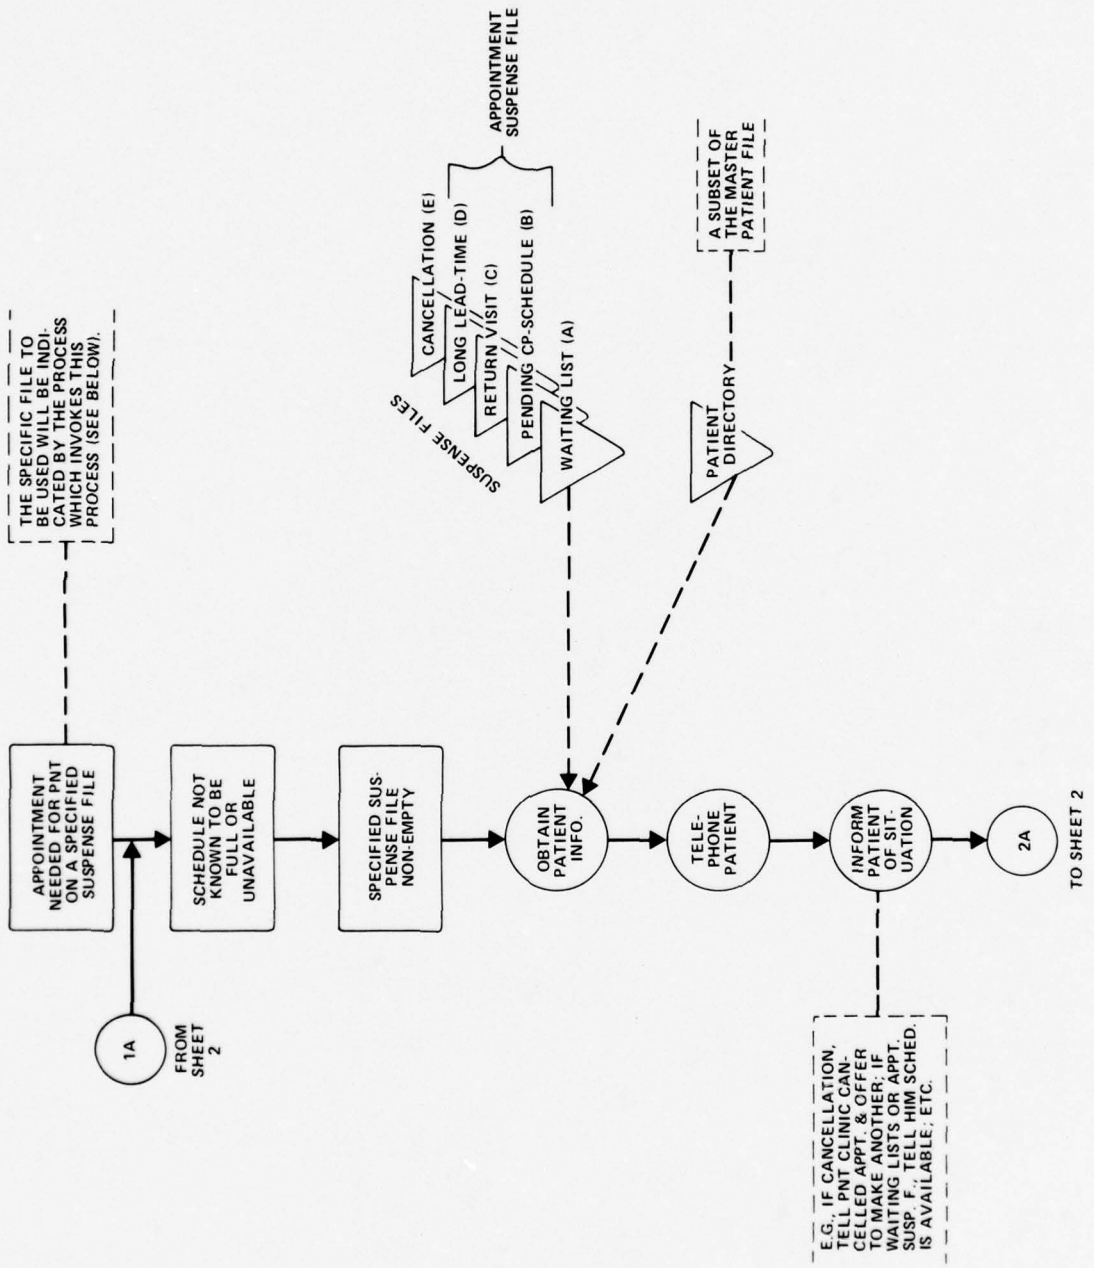 THE SPECIFIC FILE TO
BE USED WILL BE INDI-
CATED BY THE PROCESS
WHICH INVOKES THIS
PROCESS (SEE BELOW).
APPOINTMENT
NEEDED FOR PNT
ON A SPECIFIED
SUSPENSE FILE
1A
FROM
SHEET
2
SCHEDULE NOT
KNOWN TO BE
FULL OR
UNAVAILABLE
SPECIFIED SUS-
PENSE FILE
NON-EMPTY
SUSPENSE FILES
CANCELLATION (E)
LONG LEAD-TIME (D)
RETURN VISIT (C)
PENDING CP-SCHEDULE (B)
WAITING LIST (A)
APPOINTMENT
SUSPENSE FILE
OBTAIN
PATIENT
INFO.
PATIENT
DIRECTORY
A SUBSET OF
THE MASTER
PATIENT FILE
TELE-
PHONE
PATIENT
INFORM
PATIENT
OF SIT-
UATION
E.G., IF CANCELLATION,
TELL PNT CLINIC CAN-
CELLED APPT. & OFFER
TO MAKE ANOTHER; IF
WAITING LISTS OR APPT.
SUSP. F., TELL HIM SCHED.
IS AVAILABLE; ETC.
2A
TO SHEET 2